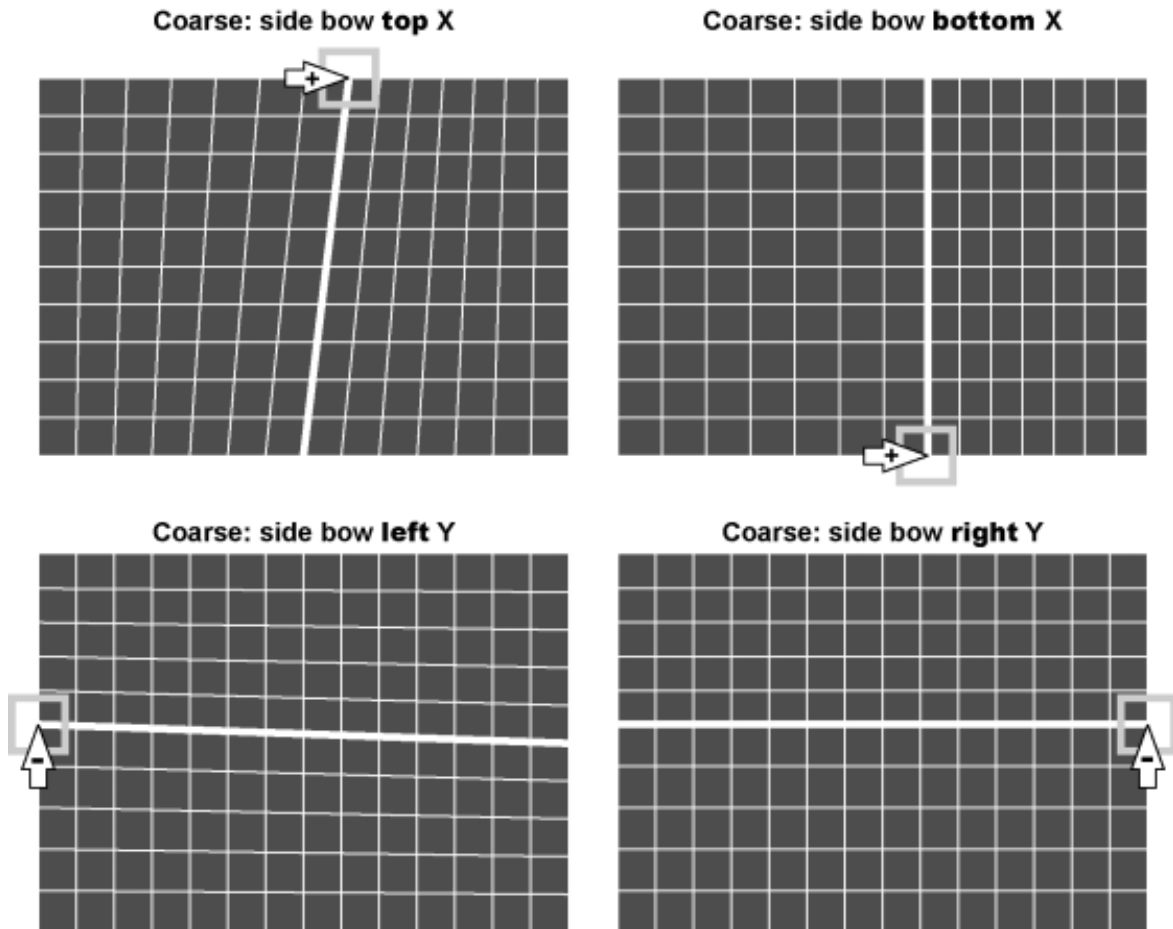 Coarse: side bow top X
Coarse: side bow bottom X
+
+
Coarse: side bow left Y
Coarse: side bow right Y
-
-